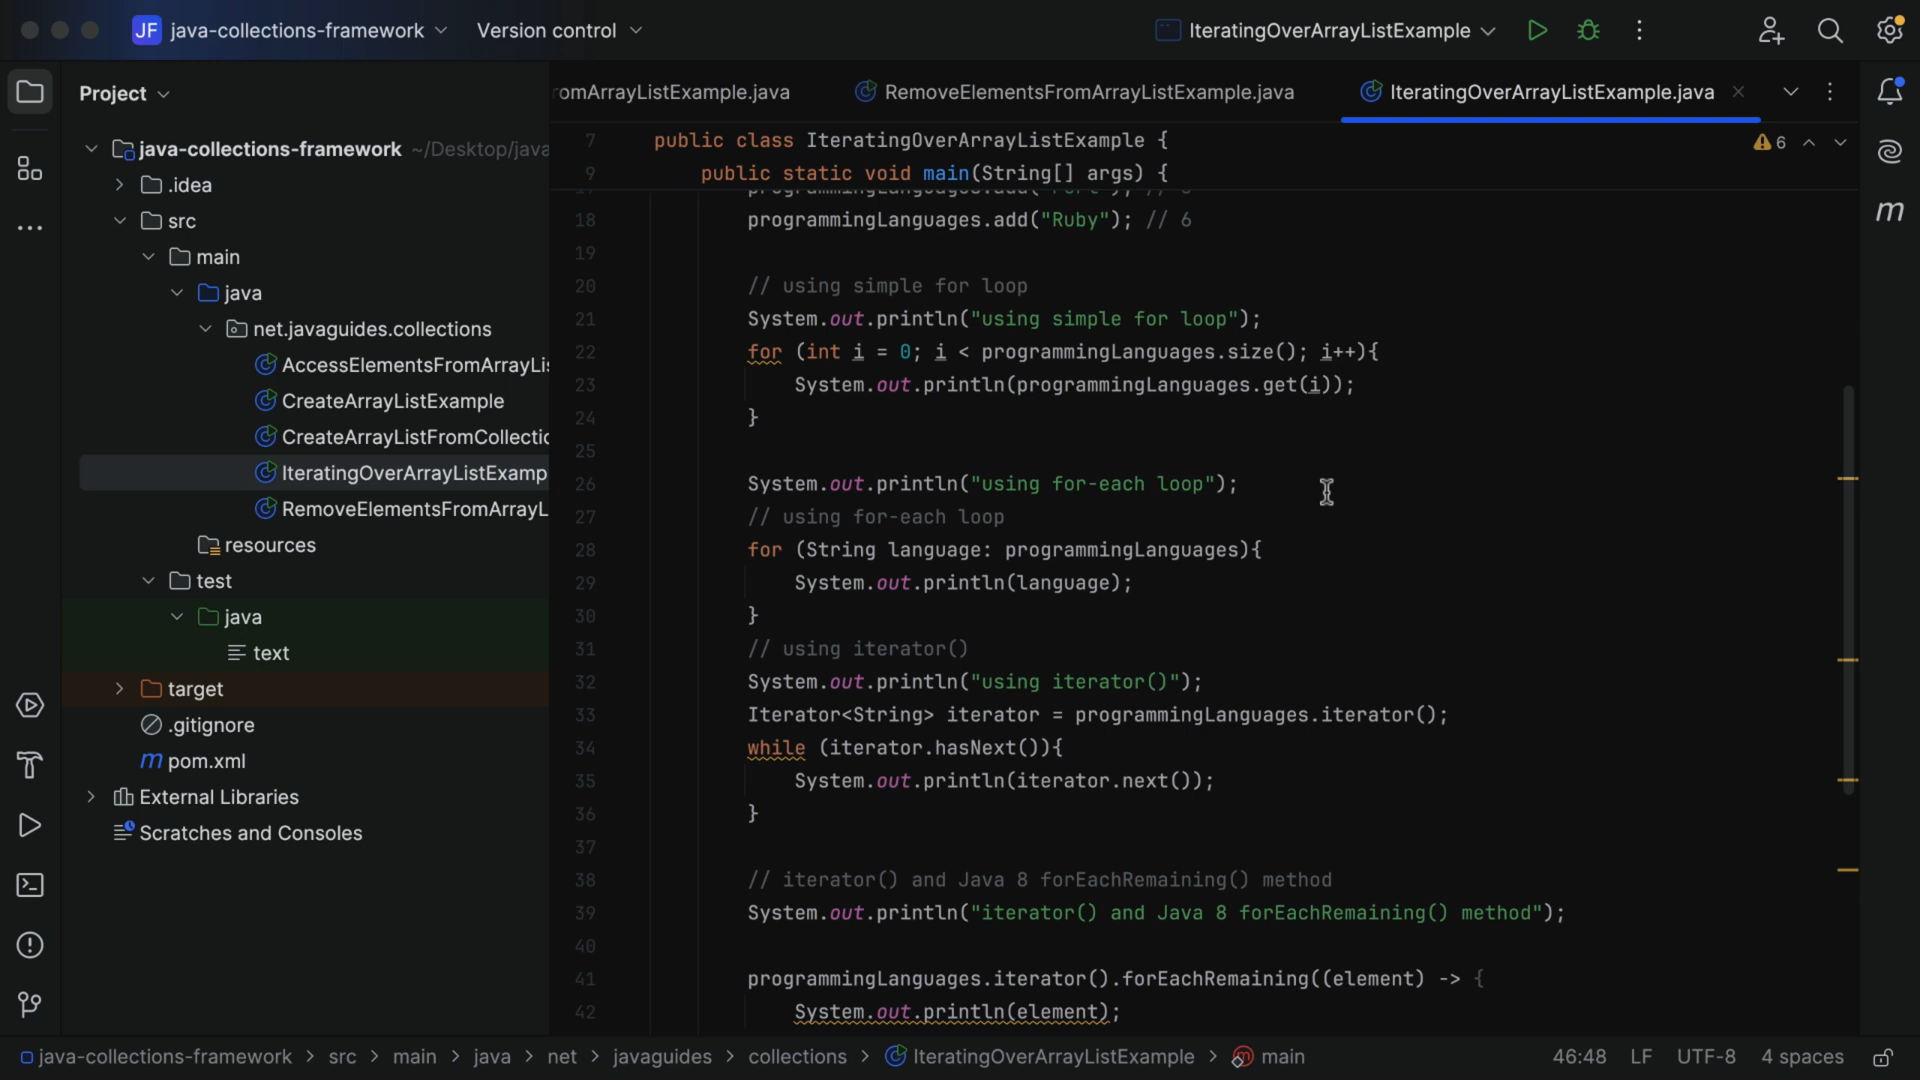 JF java-collections-framework
Version control
IteratingOverArrayListExample
Project
omArrayListExample.java
RemoveElementsFromArrayListExample.java
IteratingOverArrayListExample.java
java-collections-framework ~/Desktop/java
.idea
src
main
java
net.javaguides.collections
AccessElementsFromArrayLis
CreateArrayListExample
CreateArrayListFromCollectio
IteratingOverArrayListExamp
RemoveElementsFromArrayL
resources
test
java
text
target
.gitignore
m pom.xml
External Libraries
Scratches and Consoles
7 public class IteratingOverArrayListExample {
6
9 public static void main(String[] args) {
18 programmingLanguages.add("Ruby"); // 6
19
20 // using simple for loop
21 System.out.println("using simple for loop");
22 for (int i = 0; i < programmingLanguages.size(); i++){
23 System.out.println(programmingLanguages.get(i));
24 }
25
26 System.out.println("using for-each loop");
27 // using for-each loop
28 for (String language: programmingLanguages){
29 System.out.println(language);
30 }
31 // using iterator()
32 System.out.println("using iterator()");
33 Iterator<String> iterator = programmingLanguages.iterator();
34 while (iterator.hasNext()){
35 System.out.println(iterator.next());
36 }
37
38 // iterator() and Java 8 forEachRemaining() method
39 System.out.println("iterator() and Java 8 forEachRemaining() method");
40
41 programmingLanguages.iterator().forEachRemaining((element) -> {
42 System.out.println(element);
m
java-collections-framework > src > main > java > net > javaguides > collections > IteratingOverArrayListExample > m main
46:48 LF UTF-8 4 spaces